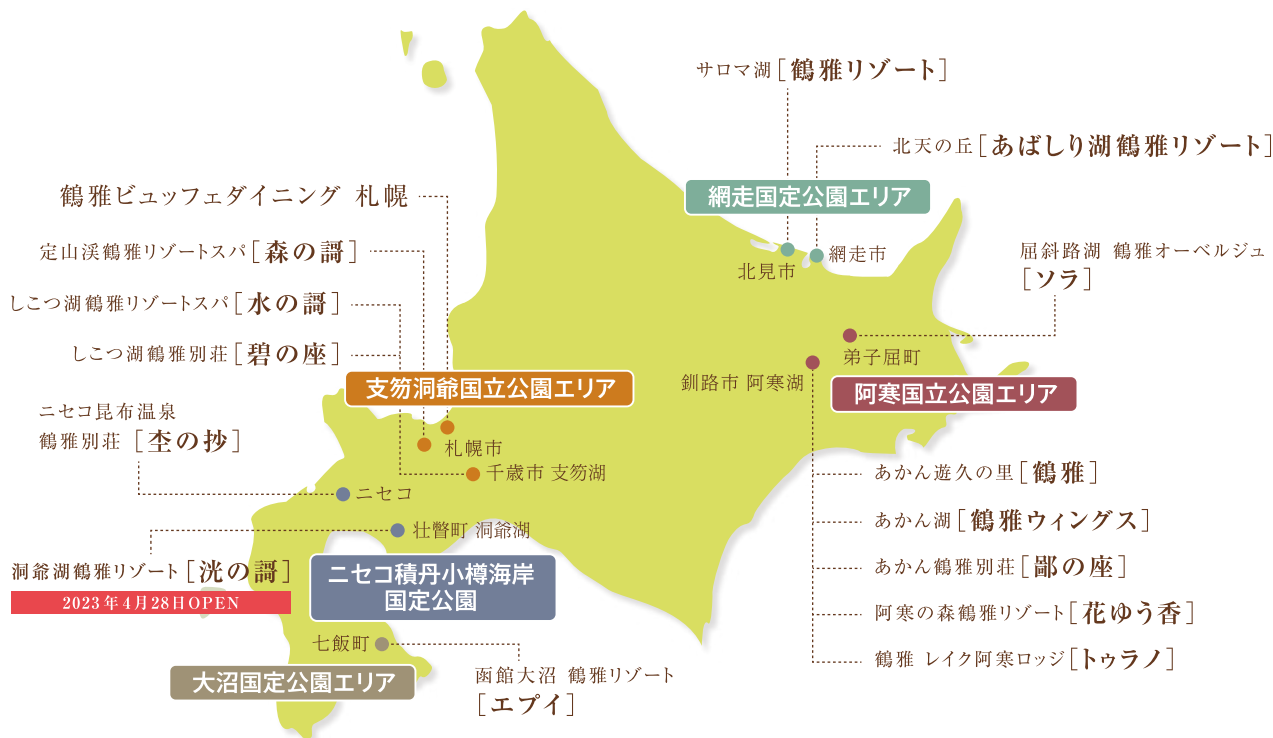 サロマ湖［鶴雅リゾート］
北天の丘［あばしり湖鶴雅リゾート］
網走国定公園エリア
北見市
網走市
鶴雅ビュッフェダイニング 札幌
定山渓鶴雅リゾートスパ［森の謌］
しこつ湖鶴雅リゾートスパ［水の謌］
しこつ湖鶴雅別荘［碧の座］
支笏洞爺国立公園エリア
ニセコ昆布温泉
鶴雅別荘［杢の抄］
札幌市
千歳市 支笏湖
ニセコ
壮瞥町 洞爺湖
洞爺湖鶴雅リゾート［洸の謌］
2023年4月28日OPEN
ニセコ積丹小樽海岸
国定公園
七飯町
大沼国定公園エリア
函館大沼 鶴雅リゾート
［エプイ］
屈斜路湖 鶴雅オーベルジュ
［ソラ］
弟子屈町
釧路市 阿寒湖
阿寒国立公園エリア
あかん遊久の里［鶴雅］
あかん湖［鶴雅ウィングス］
あかん鶴雅別荘［鄙の座］
阿寒の森鶴雅リゾート［花ゆう香］
鶴雅 レイク阿寒ロッジ［トゥラノ］